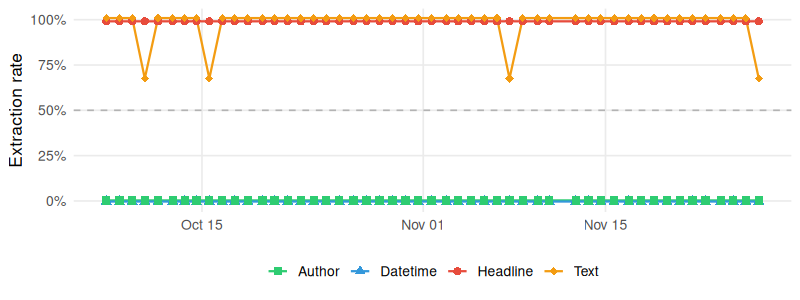 Extraction rate
100%
75%
50%
25%
0%
Oct 15 Nov 01 Nov 15
Author Datetime Headline Text